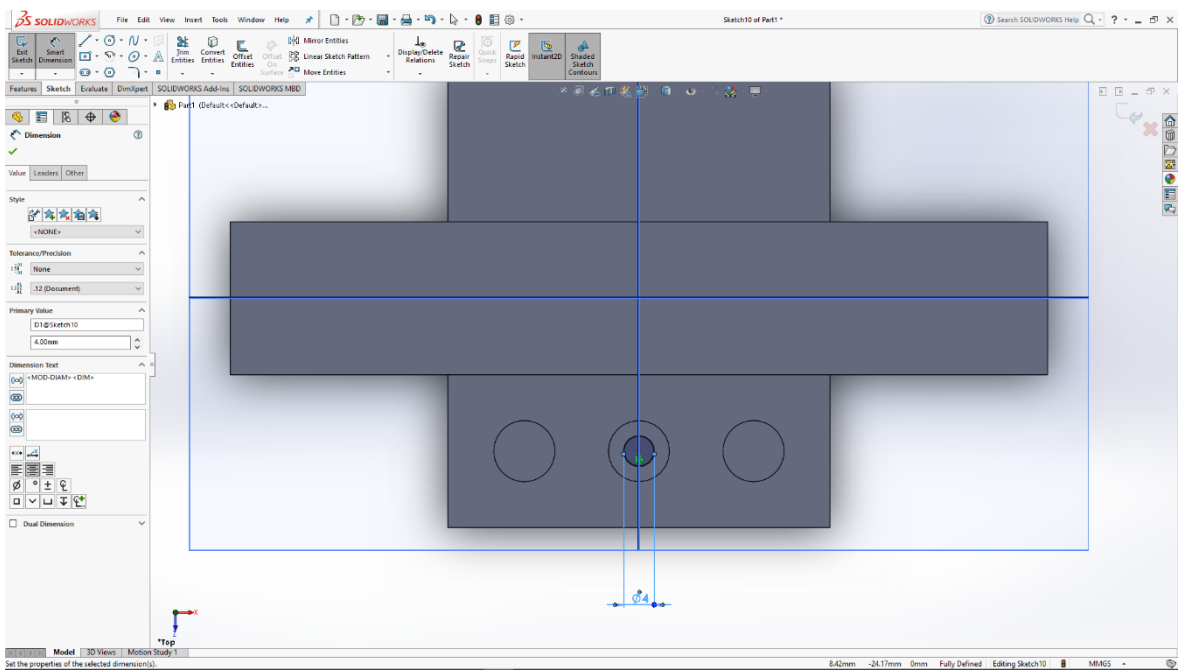 SOLIDWORKS File Edit View Insert Tools Window Help Sketch10 of Part1 * Search SOLIDWORKS Help
Exit Sketch Smart Dimension Trim Entities Convert Entities Offset Entities Offset On Surface Mirror Entities Linear Sketch Pattern Move Entities Display/Delete Relations Repair Sketch Quick Snaps Rapid Sketch Instant2D Shaded Sketch Contours
Features Sketch Evaluate DimXpert SOLIDWORKS Add-Ins SOLIDWORKS MBD
Part1 (Default<<Default>...
Dimension
Value Leaders Other
Style
<NONE>
Tolerance/Precision
None
.12 (Document)
Primary Value
D1@Sketch10
4.00mm
Dimension Text
<MOD-DIAM><DIM>
Dual Dimension
Ø4
X
Z
*Top
Model 3D Views Motion Study 1
Set the properties of the selected dimension(s). 8.42mm -24.17mm 0mm Fully Defined Editing Sketch10 MMGS